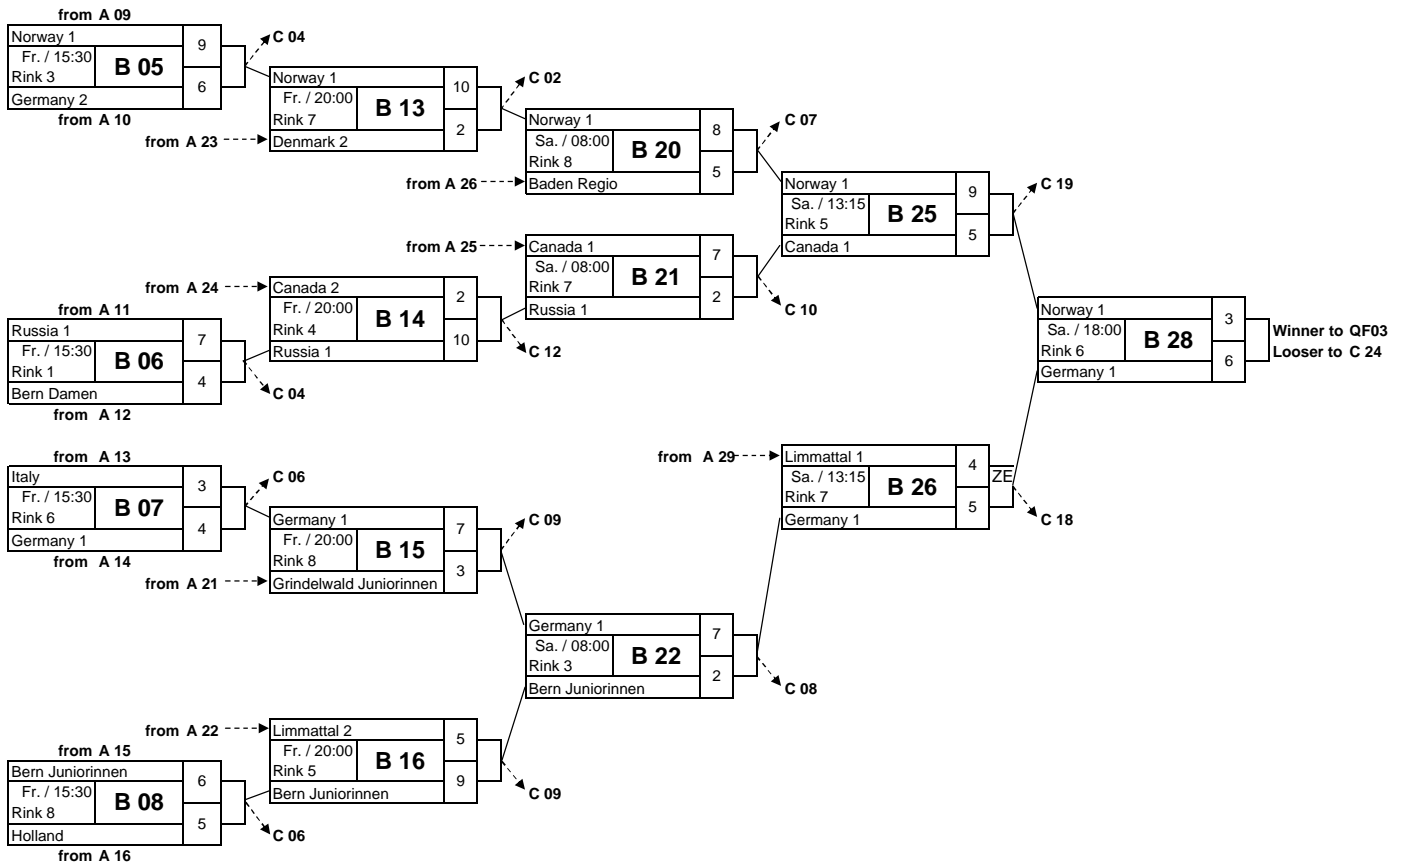 from A 09
Norway 1
9
Fr. / 15:30
Rink 3
B 05
6
Germany 2
from A 10
C 04
Norway 1
10
Fr. / 20:00
Rink 7
B 13
2
from A 23
Denmark 2
C 02
Norway 1
8
Sa. / 08:00
Rink 8
B 20
5
from A 26
Baden Regio
C 07
Norway 1
9
Sa. / 13:15
Rink 5
B 25
5
Canada 1
C 19
from A 25
Canada 1
7
Sa. / 08:00
Rink 7
B 21
2
Russia 1
C 10
from A 24
Canada 2
2
Fr. / 20:00
Rink 4
B 14
10
Russia 1
C 12
from A 11
Russia 1
7
Fr. / 15:30
Rink 1
B 06
4
Bern Damen
from A 12
C 04
Norway 1
3
Sa. / 18:00
Rink 6
B 28
6
Germany 1
Winner to QF03
Looser to C 24
from A 13
Italy
3
Fr. / 15:30
Rink 6
B 07
4
Germany 1
from A 14
C 06
Germany 1
7
Fr. / 20:00
Rink 8
B 15
3
from A 21
Grindelwald Juniorinnen
C 09
from A 29
Limmattal 1
4
ZE
Sa. / 13:15
Rink 7
B 26
5
Germany 1
C 18
Germany 1
7
Sa. / 08:00
Rink 3
B 22
2
Bern Juniorinnen
C 08
from A 22
Limmattal 2
5
Fr. / 20:00
Rink 5
B 16
9
Bern Juniorinnen
C 09
from A 15
Bern Juniorinnen
6
Fr. / 15:30
Rink 8
B 08
5
Holland
from A 16
C 06